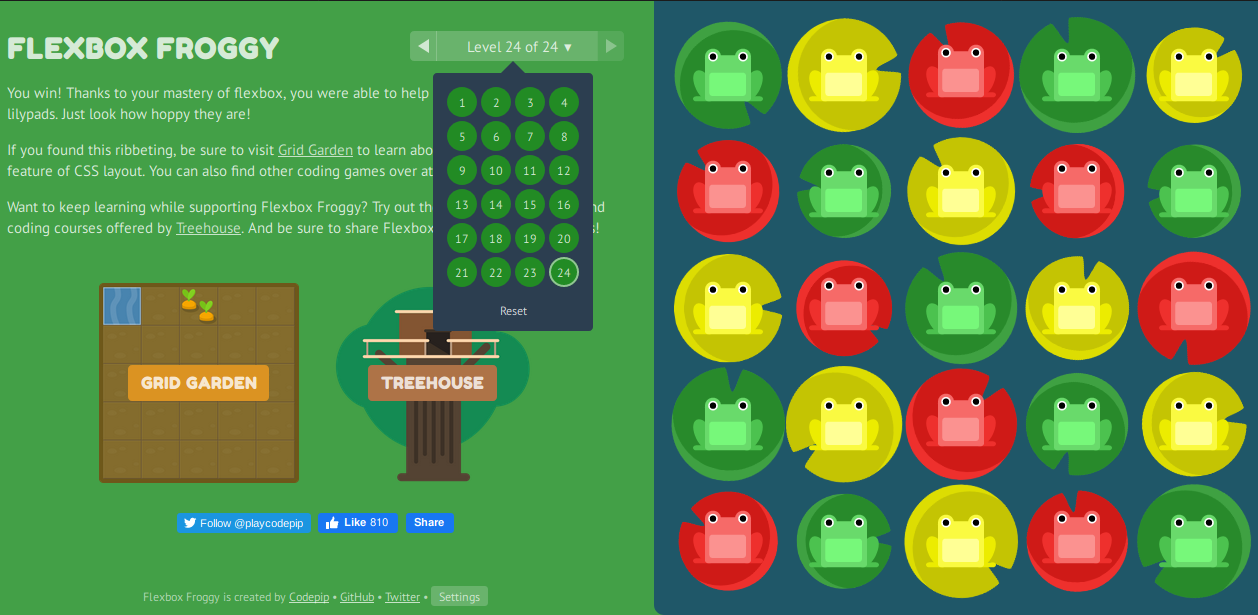 FLEXBOX FROGGY
Level 24 of 24 ▼
You win! Thanks to your mastery of flexbox, you were able to help
lilypads. Just look how hoppy they are!
If you found this ribbeting, be sure to visit Grid Garden to learn abo
feature of CSS layout. You can also find other coding games over at
Want to keep learning while supporting Flexbox Froggy? Try out th nd
coding courses offered by Treehouse. And be sure to share Flexbox s!
1 2 3 4
5 6 7 8
9 10 11 12
13 14 15 16
17 18 19 20
21 22 23 24
Reset
GRID GARDEN
TREEHOUSE
Follow @playcodepip
Like 810
Share
Flexbox Froggy is created by Codepip • GitHub • Twitter • Settings